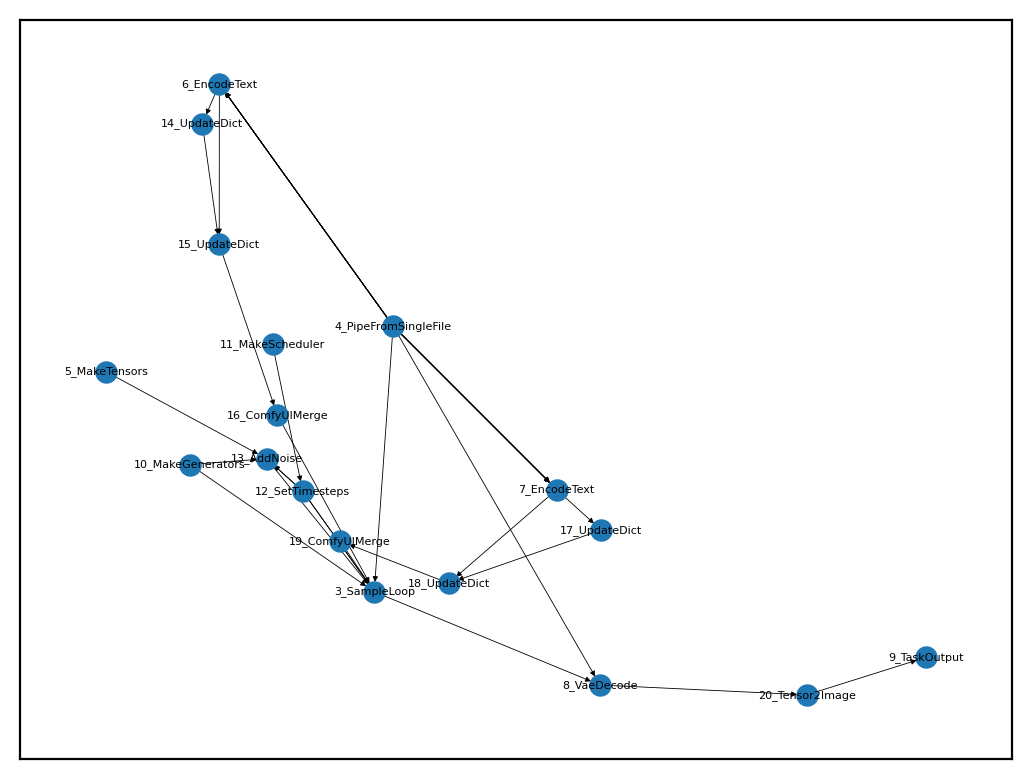 6_EncodeText
14_UpdateDict
15_UpdateDict
4_PipeFromSingleFile
11_MakeScheduler
5_MakeTensors
16_ComfyUIMerge
13_AddNoise
10_MakeGenerators
12_SetTimesteps
7_EncodeText
17_UpdateDict
19_ComfyUIMerge
18_UpdateDict
3_SampleLoop
9_TaskOutput
8_VaeDecode
20_Tensor2Image